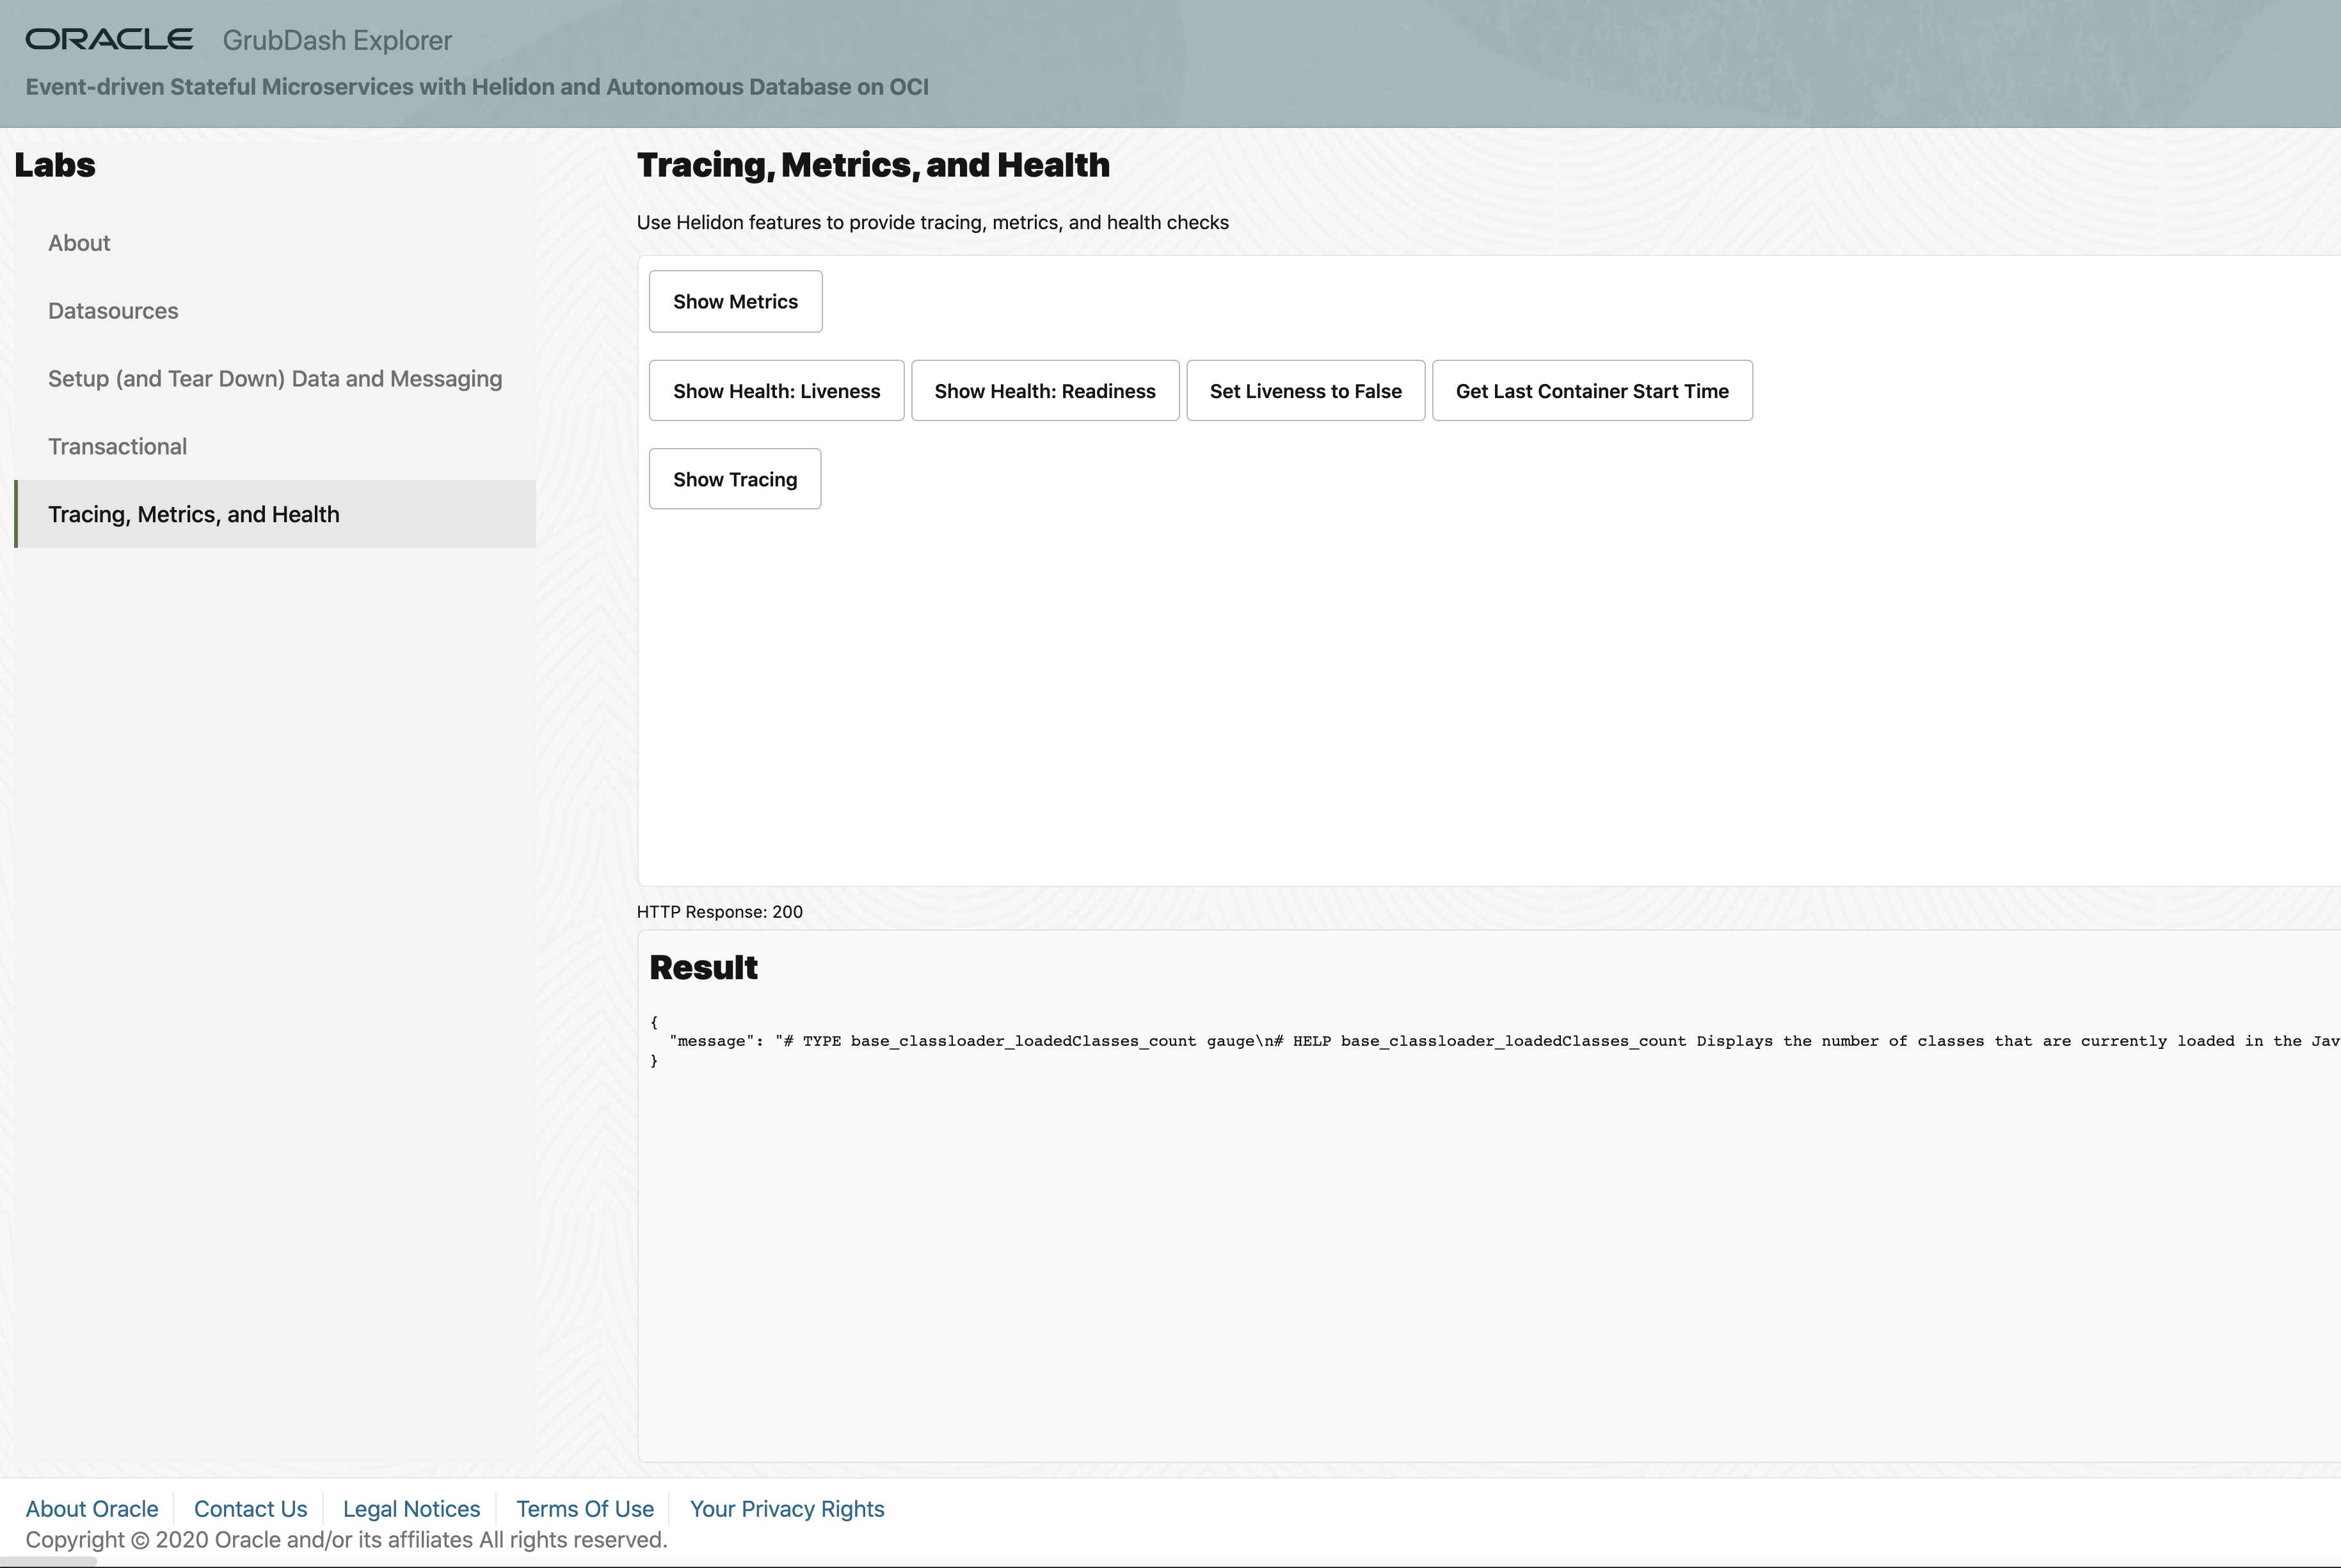 ORACLE GrubDash Explorer
Event-driven Stateful Microservices with Helidon and Autonomous Database on OCI
Labs
About
Datasources
Setup (and Tear Down) Data and Messaging
Transactional
Tracing, Metrics, and Health
Tracing, Metrics, and Health
Use Helidon features to provide tracing, metrics, and health checks
Show Metrics
Show Health: Liveness Show Health: Readiness Set Liveness to False Get Last Container Start Time
Show Tracing
HTTP Response: 200
Result
{
"message": "# TYPE base_classloader_loadedClasses_count gauge\n# HELP base_classloader_loadedClasses_count Displays the number of classes that are currently loaded in the Jav
}
About Oracle Contact Us Legal Notices Terms Of Use Your Privacy Rights
Copyright © 2020 Oracle and/or its affiliates All rights reserved.